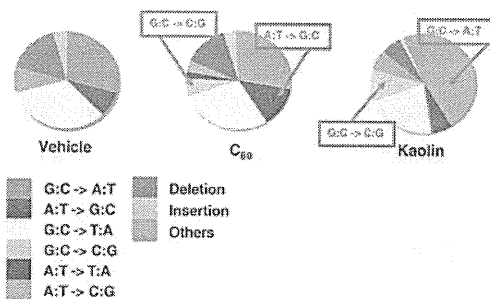 G:C -> C:G
A:T -> G:C
G:C -> A:T
G:C -> C:G
Vehicle
C60
Kaolin
G:C -> A:T
A:T -> G:C
G:C -> T:A
G:C -> C:G
A:T -> T:A
A:T -> C:G
Deletion
Insertion
Others